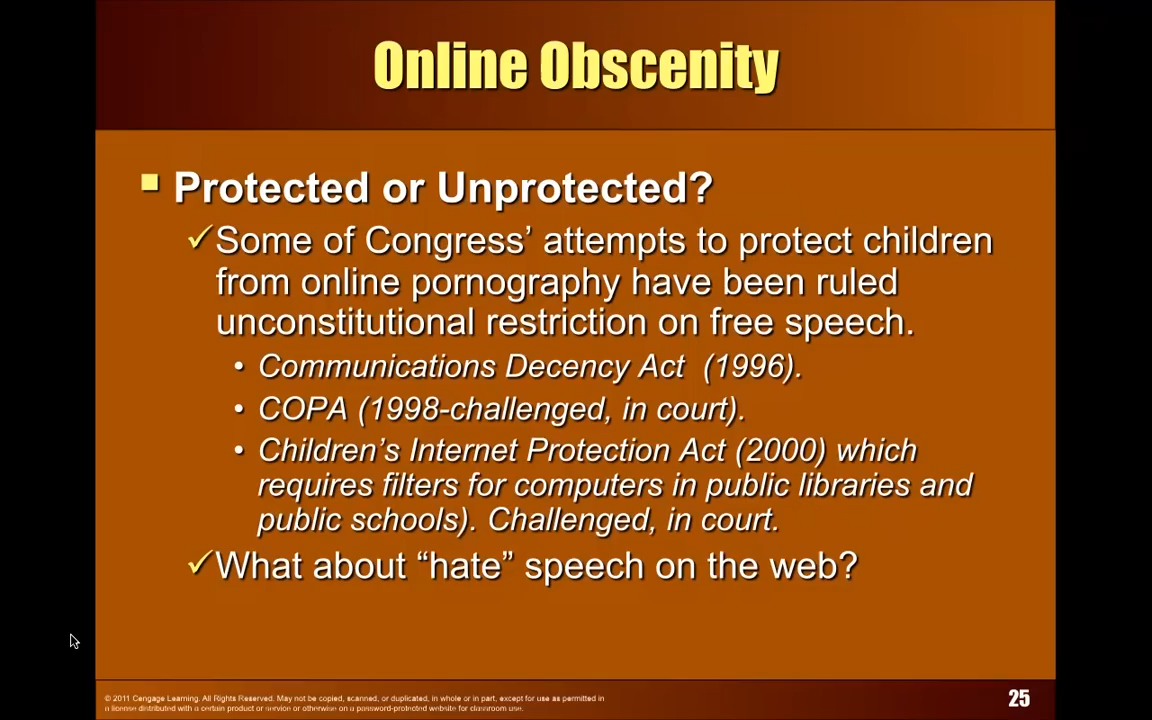 Online Obscenity
Protected or Unprotected?
✓Some of Congress’ attempts to protect children
from online pornography have been ruled
unconstitutional restriction on free speech.
• Communications Decency Act (1996).
• COPA (1998-challenged, in court).
• Children’s Internet Protection Act (2000) which
requires filters for computers in public libraries and
public schools). Challenged, in court.
✓What about “hate” speech on the web?
© 2011 Cengage Learning. All Rights Reserved. May not be copied, scanned, or duplicated, in whole or in part, except for use as permitted in
a license distributed with a certain product or service or otherwise on a password-protected website for classroom use.
25